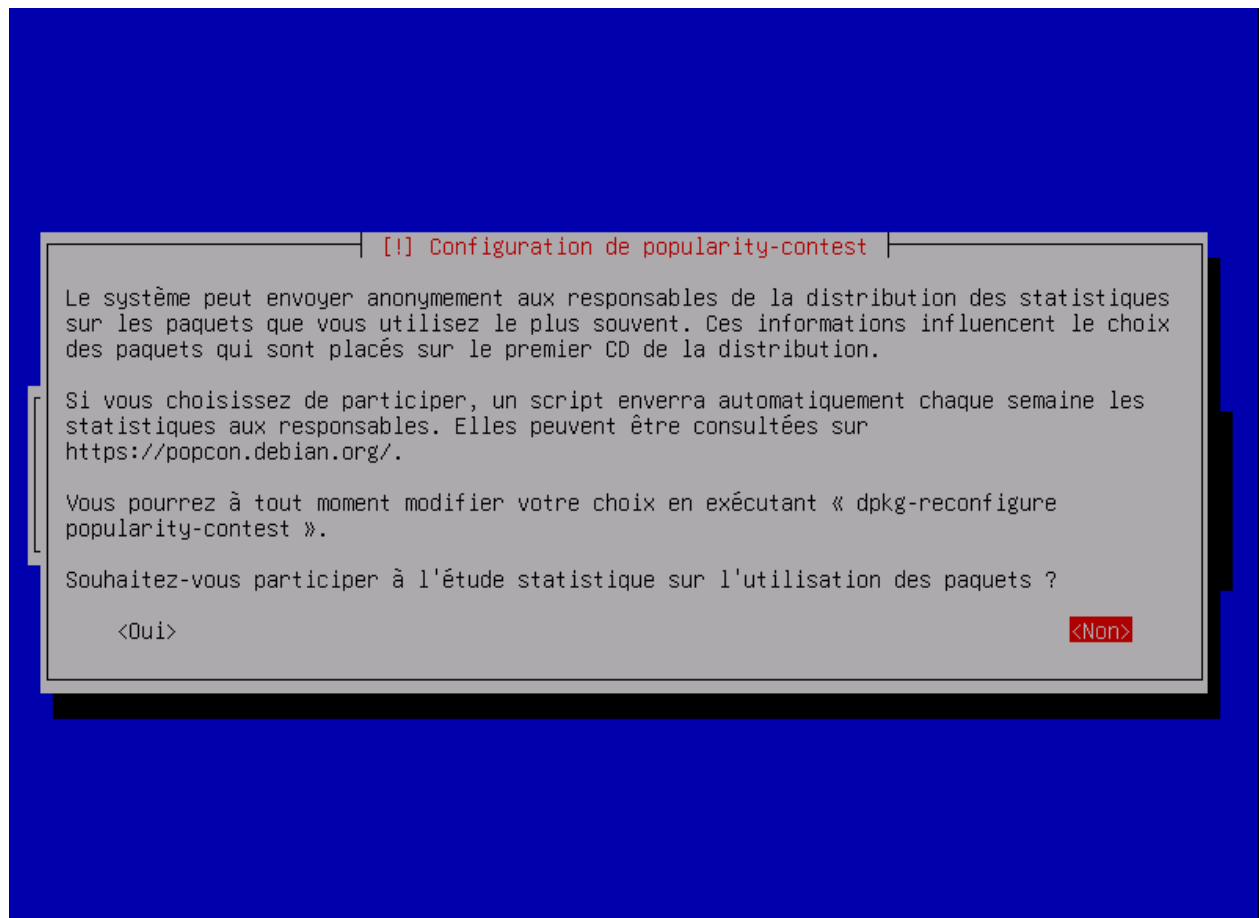 [!] Configuration de popularity-contest
Le système peut envoyer anonymement aux responsables de la distribution des statistiques
sur les paquets que vous utilisez le plus souvent. Ces informations influencent le choix
des paquets qui sont placés sur le premier CD de la distribution.
Si vous choisissez de participer, un script enverra automatiquement chaque semaine les
statistiques aux responsables. Elles peuvent être consultées sur
https://popcon.debian.org/.
Vous pourrez à tout moment modifier votre choix en exécutant « dpkg-reconfigure
popularity-contest ».
Souhaitez-vous participer à l'étude statistique sur l'utilisation des paquets ?
<Oui> <Non>